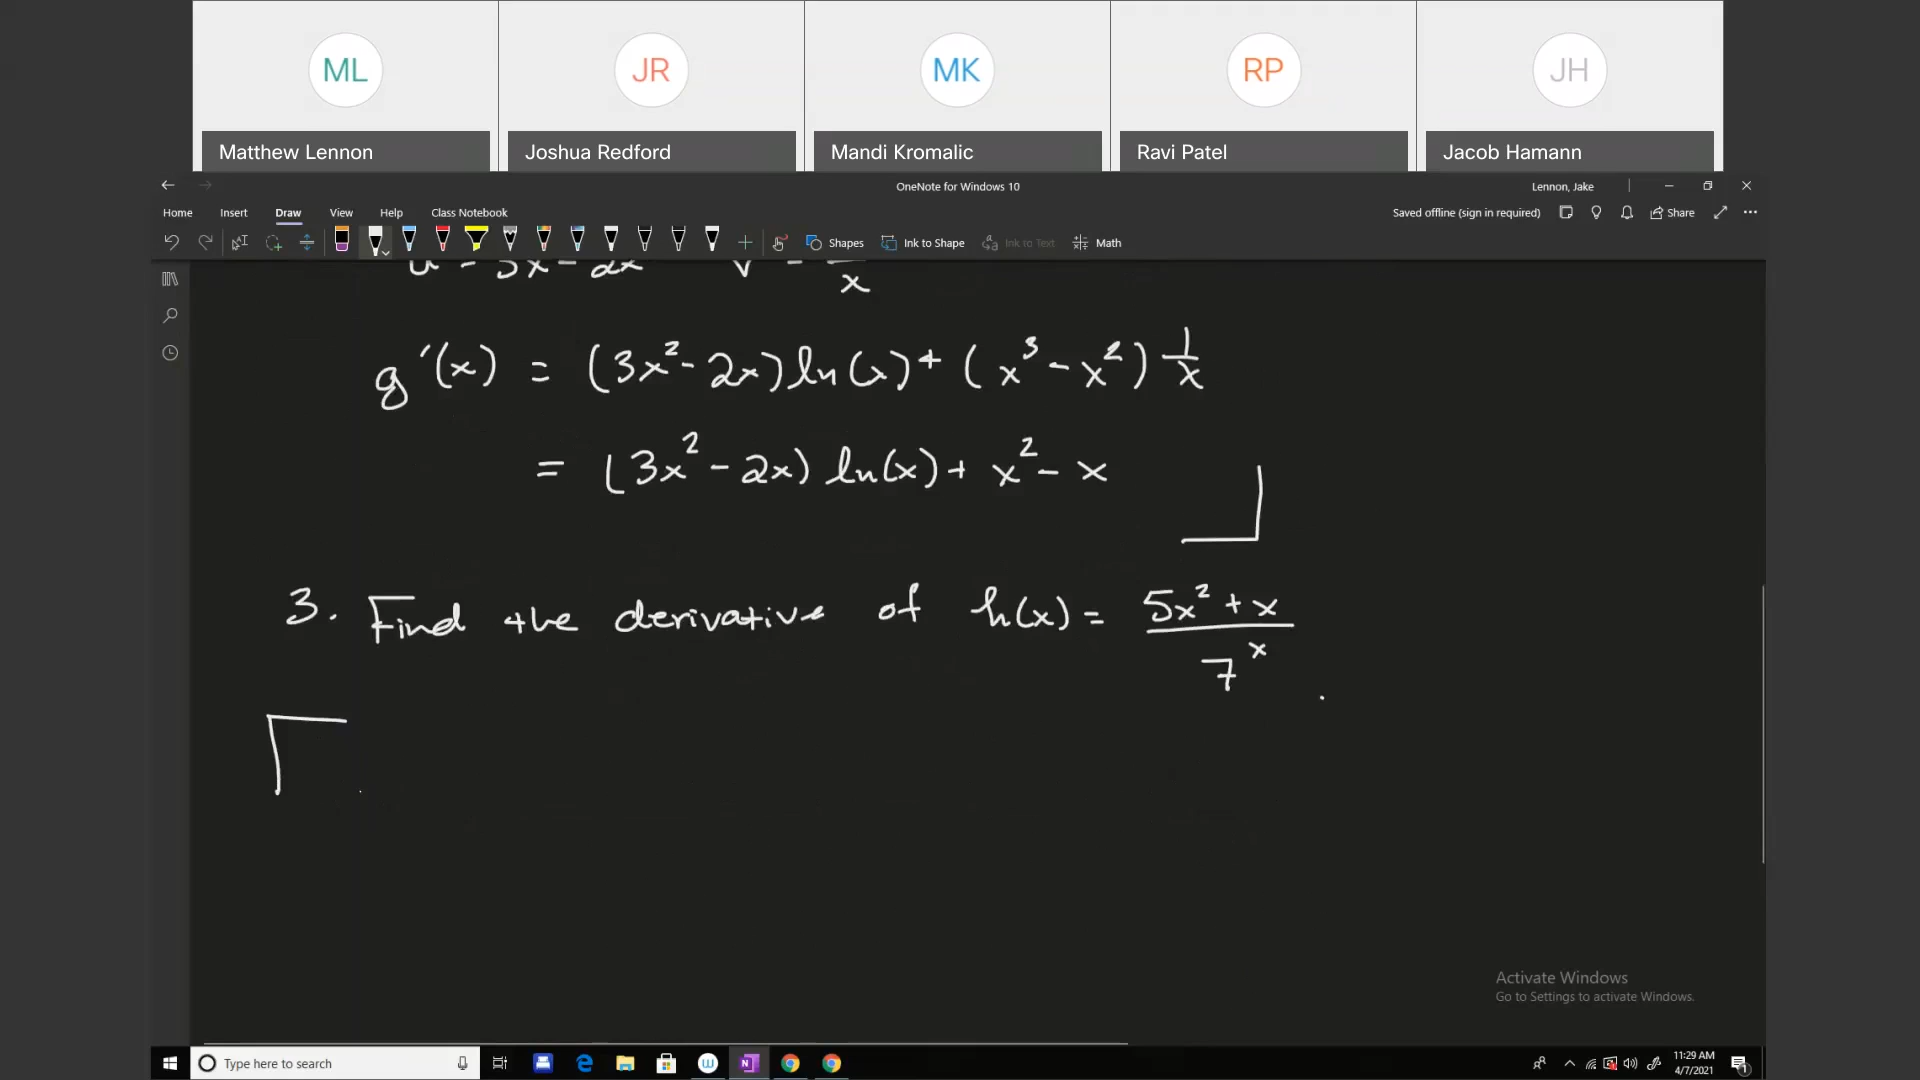 ML JR MK RP JH
Matthew Lennon Joshua Redford Mandi Kromalic Ravi Patel Jacob Hamann
OneNote for Windows 10 Lennon, Jake
Home Insert Draw View Help Class Notebook Saved offline (sign in required) Share
Shapes Ink to Shape Ink to Text Math
x
g'(x) = (3x²-2x)ln(x)+(x³-x²) 1/x
= (3x²-2x) ln(x)+ x²-x
3. Find the derivative of h(x)= 5x²+x / 7^x .
Activate Windows
Go to Settings to activate Windows.
Type here to search
11:29 AM
4/7/2021